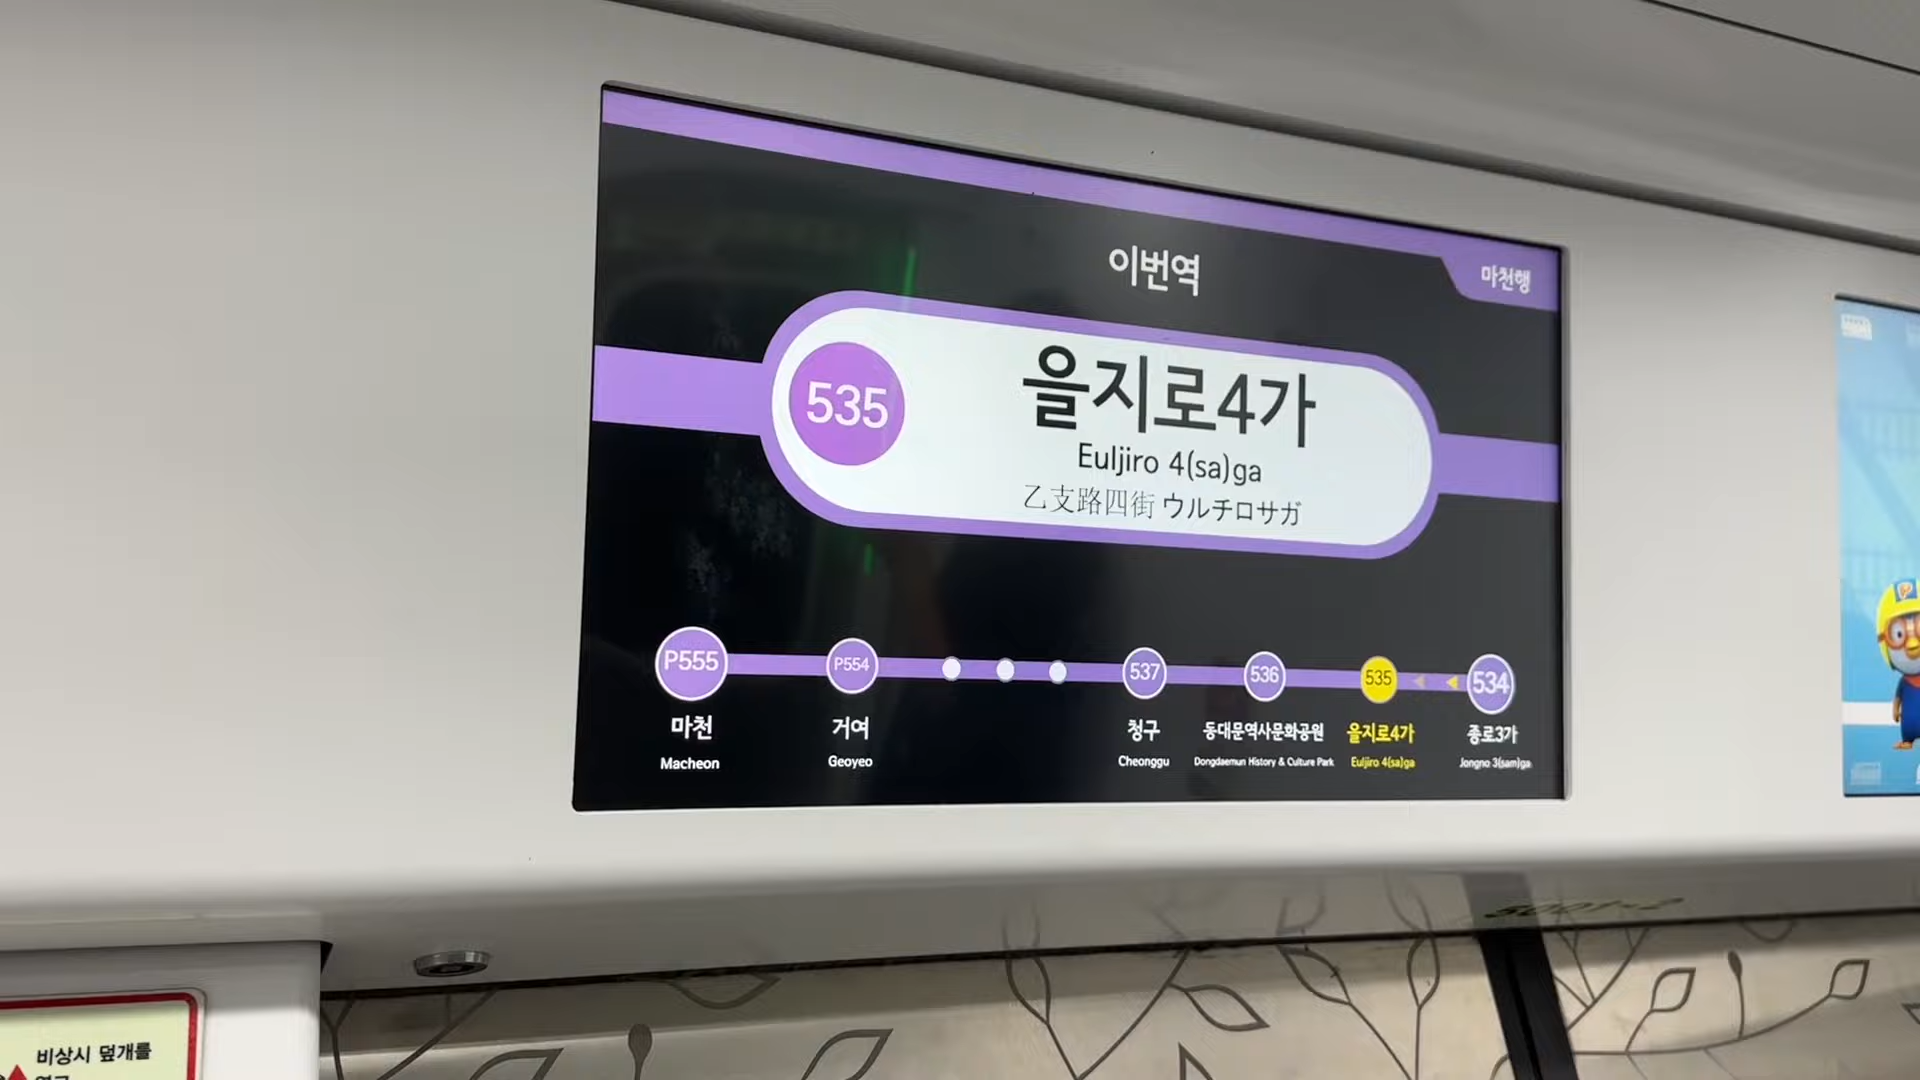 이번역
마천행
535
을지로4가
Euljiro 4(sa)ga
乙支路四街 ウルチロサガ
P555 P554 537 536 535 534
마천 거여 청구 동대문역사문화공원 을지로4가 종로3가
Macheon Geoyeo Cheonggu Dongdaemun History & Culture Park Euljiro 4(sa)ga Jongno 3(sam)ga
비상시 덮개를